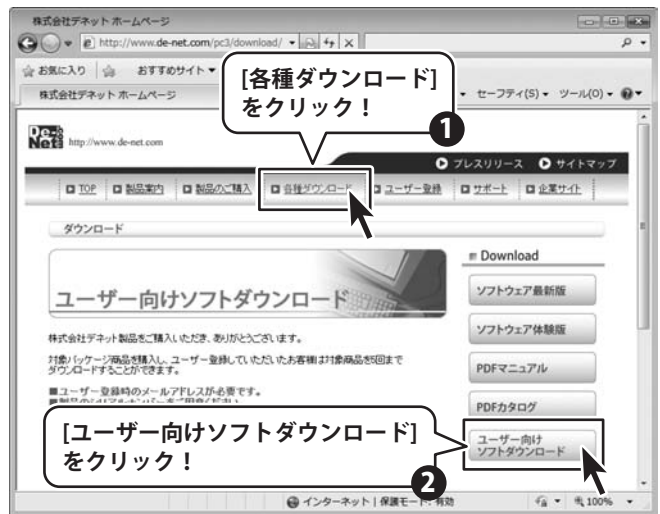 株式会社デネット ホームページ
http://www.de-net.com/pc3/download/
お気に入り おすすめサイト
株式会社デネット ホームページ
セーフティ(S) ツール(O)
[各種ダウンロード]
をクリック！
1
De-Net http://www.de-net.com
プレスリリース サイトマップ
TOP 製品案内 製品のご購入 各種ダウンロード ユーザー登録 サポート 企業サイト
ダウンロード
Download
ユーザー向けソフトダウンロード
ソフトウェア最新版
ソフトウェア体験版
PDFマニュアル
PDFカタログ
ユーザー向け
ソフトダウンロード
株式会社デネット製品をご購入いただき、ありがとうございます。
対象パッケージ商品を購入し、ユーザー登録していただいたお客様は対象商品を5回まで
ダウンロードすることができます。
■ユーザー登録時のメールアドレスが必要です。
[ユーザー向けソフトダウンロード]
をクリック！
2
インターネット | 保護モード: 有効
100%